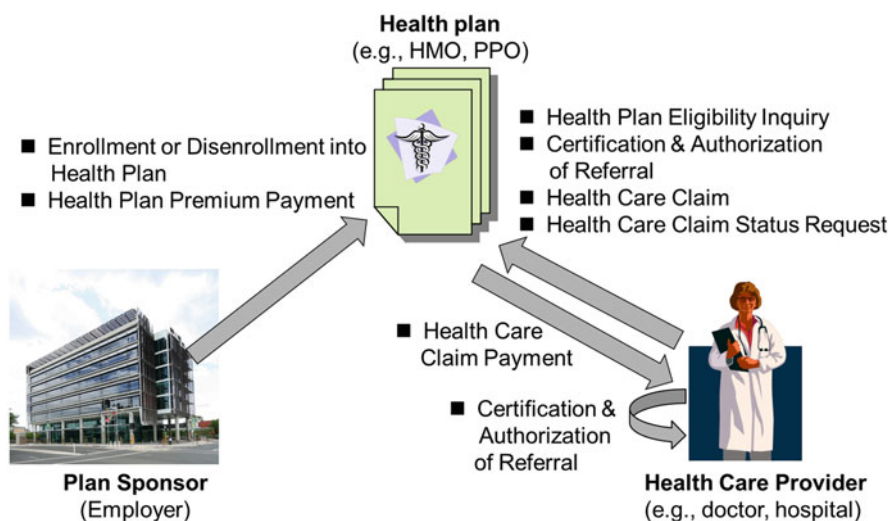 Health plan
(e.g., HMO, PPO)
■ Enrollment or Disenrollment into
Health Plan
■ Health Plan Premium Payment
■ Health Plan Eligibility Inquiry
■ Certification & Authorization
of Referral
■ Health Care Claim
■ Health Care Claim Status Request
■ Health Care
Claim Payment
■ Certification &
Authorization
of Referral
Plan Sponsor
(Employer)
Health Care Provider
(e.g., doctor, hospital)